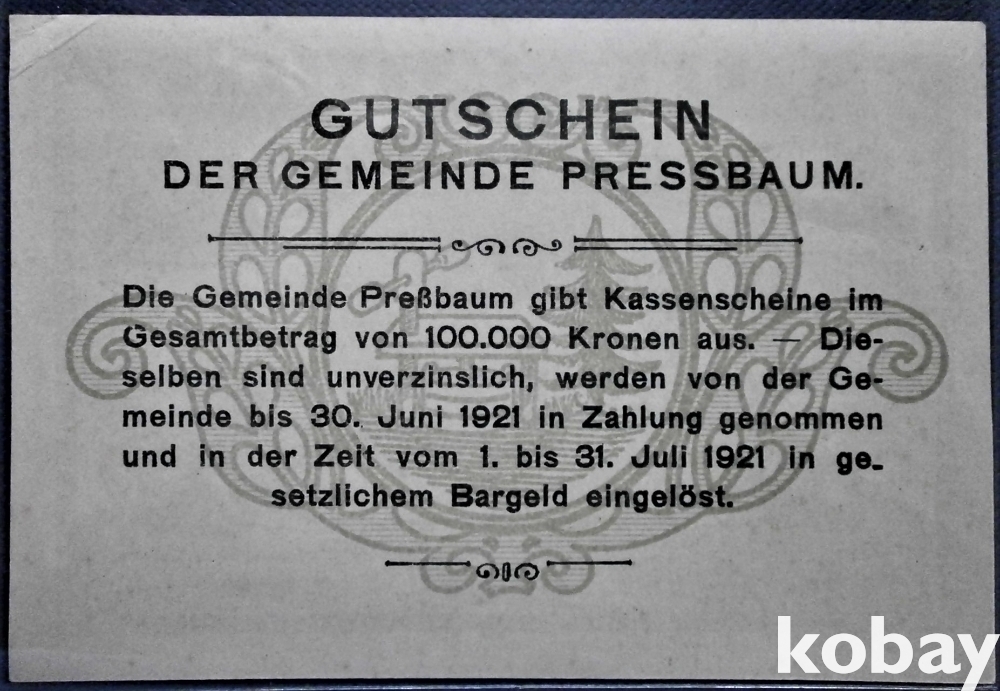 GUTSCHEIN
DER GEMEINDE PRESSBAUM.
Die Gemeinde Preßbaum gibt Kassenscheine im
Gesamtbetrag von 100.000 Kronen aus. — Die-
selben sind unverzinslich, werden von der Ge-
meinde bis 30. Juni 1921 in Zahlung genommen
und in der Zeit vom 1. bis 31. Juli 1921 in ge-
setzlichem Bargeld eingelöst.
kobay